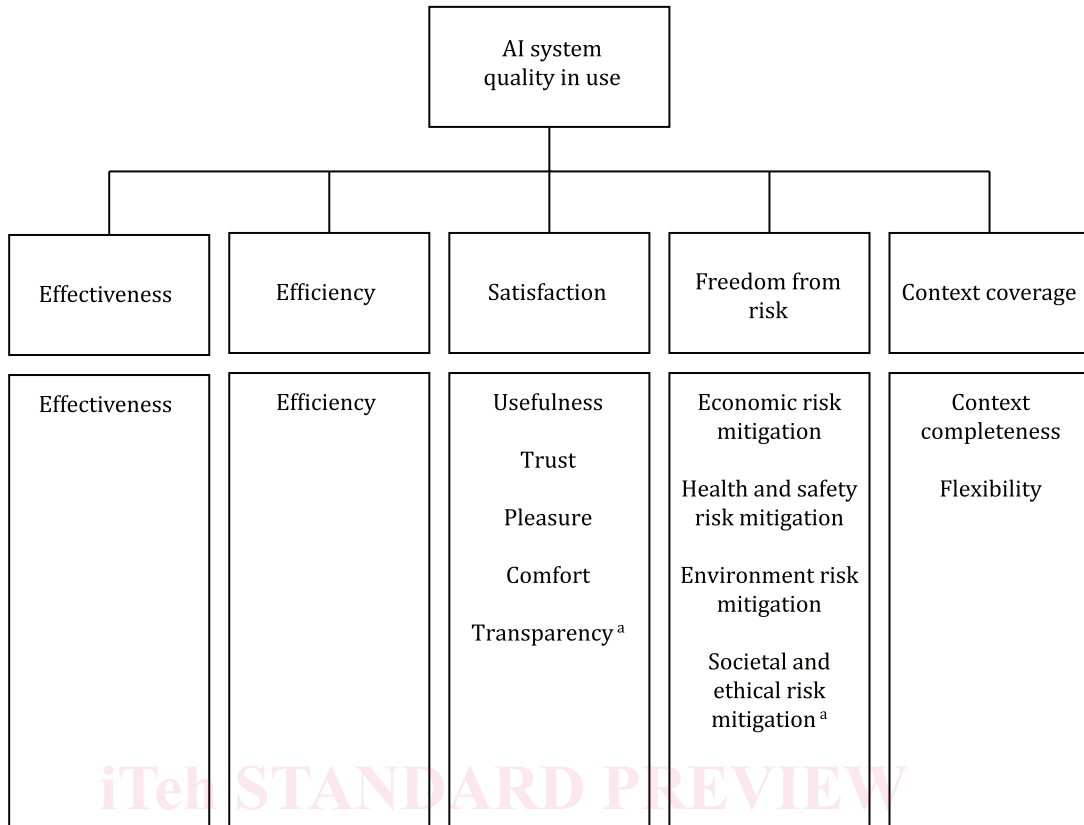 AI system
quality in use
Effectiveness
Efficiency
Satisfaction
Freedom from
risk
Context coverage
Effectiveness
Efficiency
Usefulness
Trust
Pleasure
Comfort
Transparency a
Economic risk
mitigation
Health and safety
risk mitigation
Environment risk
mitigation
Societal and
ethical risk
mitigation a
Context
completeness
Flexibility
iTeh STANDARD PREVIEW